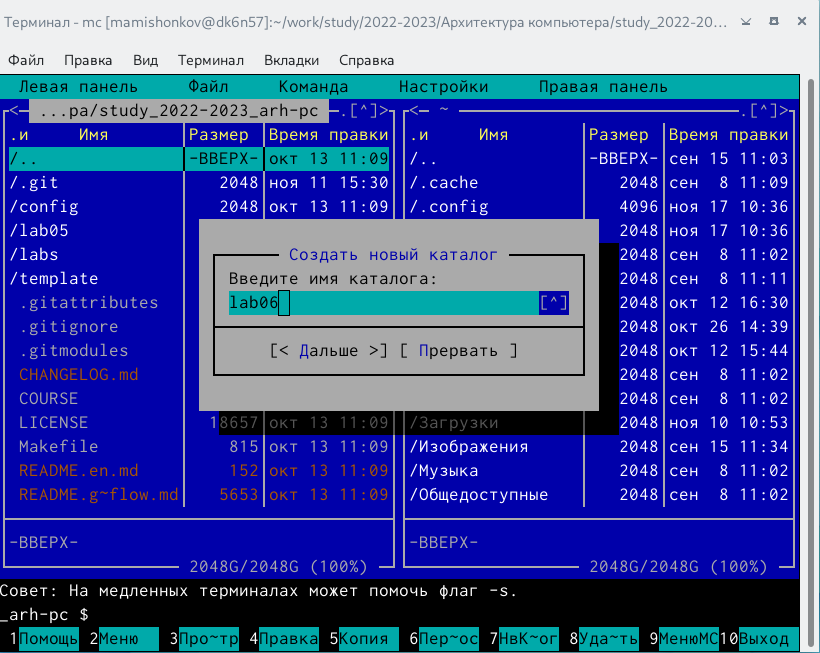 Терминал - mc [mamishonkov@dk6n57]:~/work/study/2022-2023/Архитектура компьютера/study_2022-20...
Файл Правка Вид Терминал Вкладки Справка
Левая панель Файл Команда Настройки Правая панель
<— ...pa/study_2022-2023_arh-pc —.[^]> <— ~ —.[^]>
.и Имя Размер Время правки .и Имя Размер Время правки
/.. -ВВЕРХ- окт 13 11:09 /.. -ВВЕРХ- сен 15 11:03
/.git 2048 ноя 11 15:30 /.cache 2048 сен 8 11:09
/config 2048 окт 13 11:09 /.config 4096 ноя 17 10:36
/lab05 2048 ноя 17 10:36
/labs Создать новый каталог 2048 сен 8 11:02
/template Введите имя каталога: 2048 сен 8 11:11
.gitattributes lab06 [^] 2048 окт 12 16:30
.gitignore 2048 окт 26 14:39
.gitmodules [< Дальше >] [ Прервать ] 2048 окт 12 15:44
CHANGELOG.md 2048 сен 8 11:02
COURSE 2048 сен 8 11:02
LICENSE 18657 окт 13 11:09 /Загрузки 2048 ноя 10 10:53
Makefile 815 окт 13 11:09 /Изображения 2048 сен 15 11:34
README.en.md 152 окт 13 11:09 /Музыка 2048 сен 8 11:02
README.g~flow.md 5653 окт 13 11:09 /Общедоступные 2048 сен 8 11:02
-ВВЕРХ- -ВВЕРХ-
2048G/2048G (100%) 2048G/2048G (100%)
Совет: На медленных терминалах может помочь флаг -s.
_arh-pc $
1Помощь 2Меню 3Про~тр 4Правка 5Копия 6Пер~ос 7НвК~ог 8Уда~ть 9МенюMC 10Выход